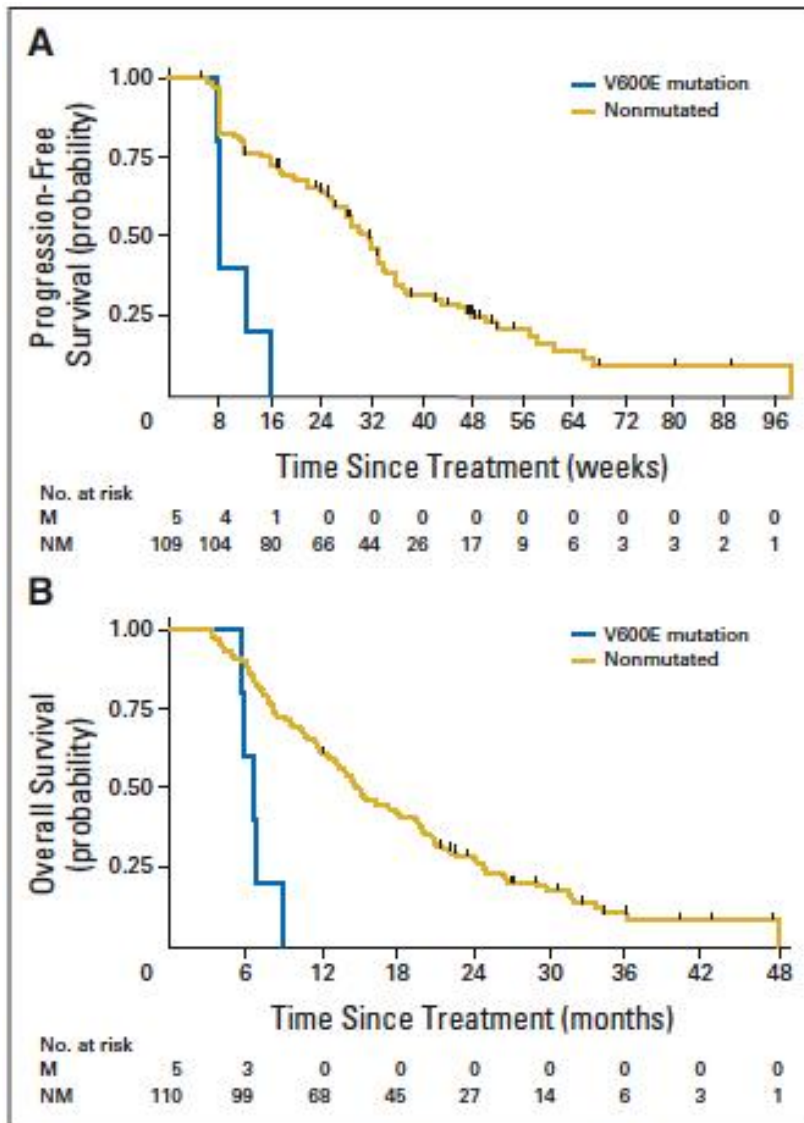 A
1.00
0.75
0.50
0.25
Progression-Free
Survival (probability)
V600E mutation
Nonmutated
0 8 16 24 32 40 48 56 64 72 80 88 96
Time Since Treatment (weeks)
No. at risk
M 5 4 1 0 0 0 0 0 0 0 0 0 0
NM 109 104 80 66 44 26 17 9 6 3 3 2 1
B
1.00
0.75
0.50
0.25
Overall Survival
(probability)
V600E mutation
Nonmutated
0 6 12 18 24 30 36 42 48
Time Since Treatment (months)
No. at risk
M 5 3 0 0 0 0 0 0 0
NM 110 99 68 45 27 14 6 3 1